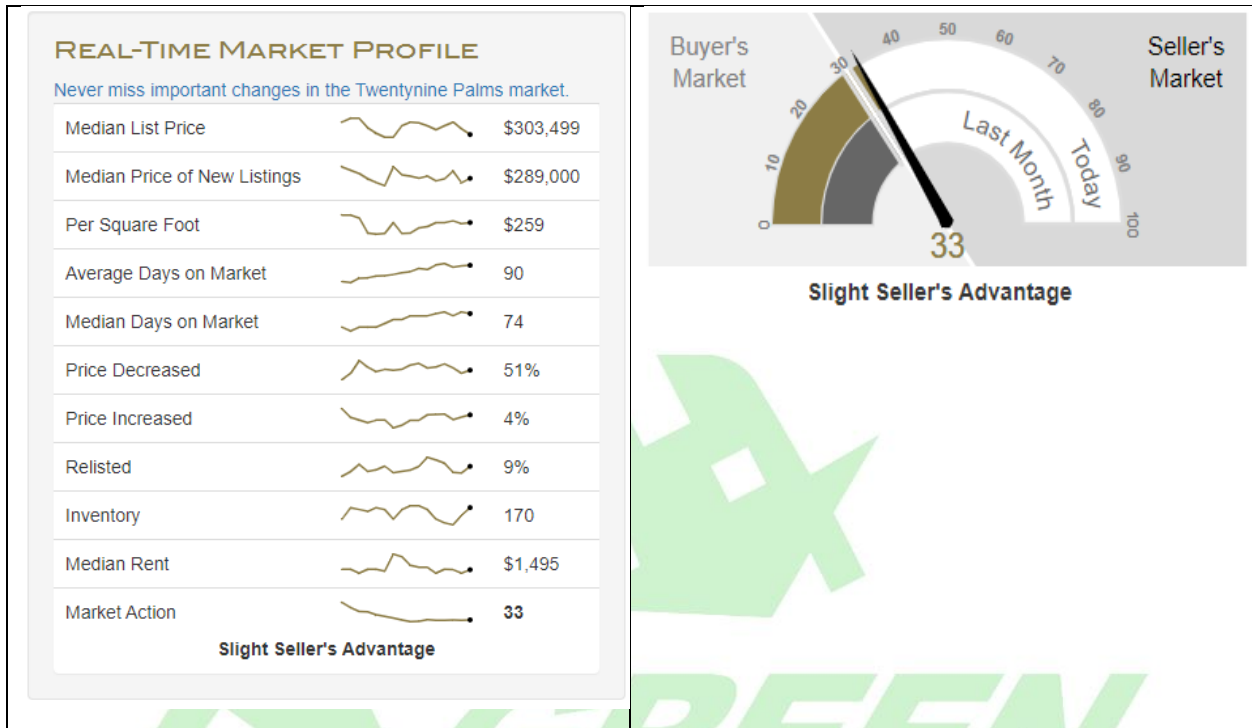 REAL-TIME MARKET PROFILE
Never miss important changes in the Twentynine Palms market.
Median List Price $303,499
Median Price of New Listings $289,000
Per Square Foot $259
Average Days on Market 90
Median Days on Market 74
Price Decreased 51%
Price Increased 4%
Relisted 9%
Inventory 170
Median Rent $1,495
Market Action 33
Slight Seller's Advantage
Buyer's
Market
Seller's
Market
0
10
20
30
40
50
60
70
80
90
100
Last Month
Today
33
Slight Seller's Advantage
REEN